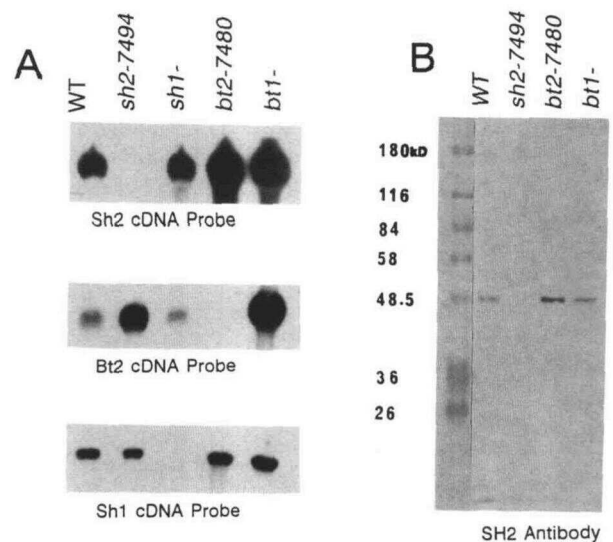 A
WT
sh2-7494
sh1-
bt2-7480
bt1-
Sh2 cDNA Probe
Bt2 cDNA Probe
Sh1 cDNA Probe
B
WT
sh2-7494
bt2-7480
bt1-
180kD
116
84
58
48.5
36
26
SH2 Antibody